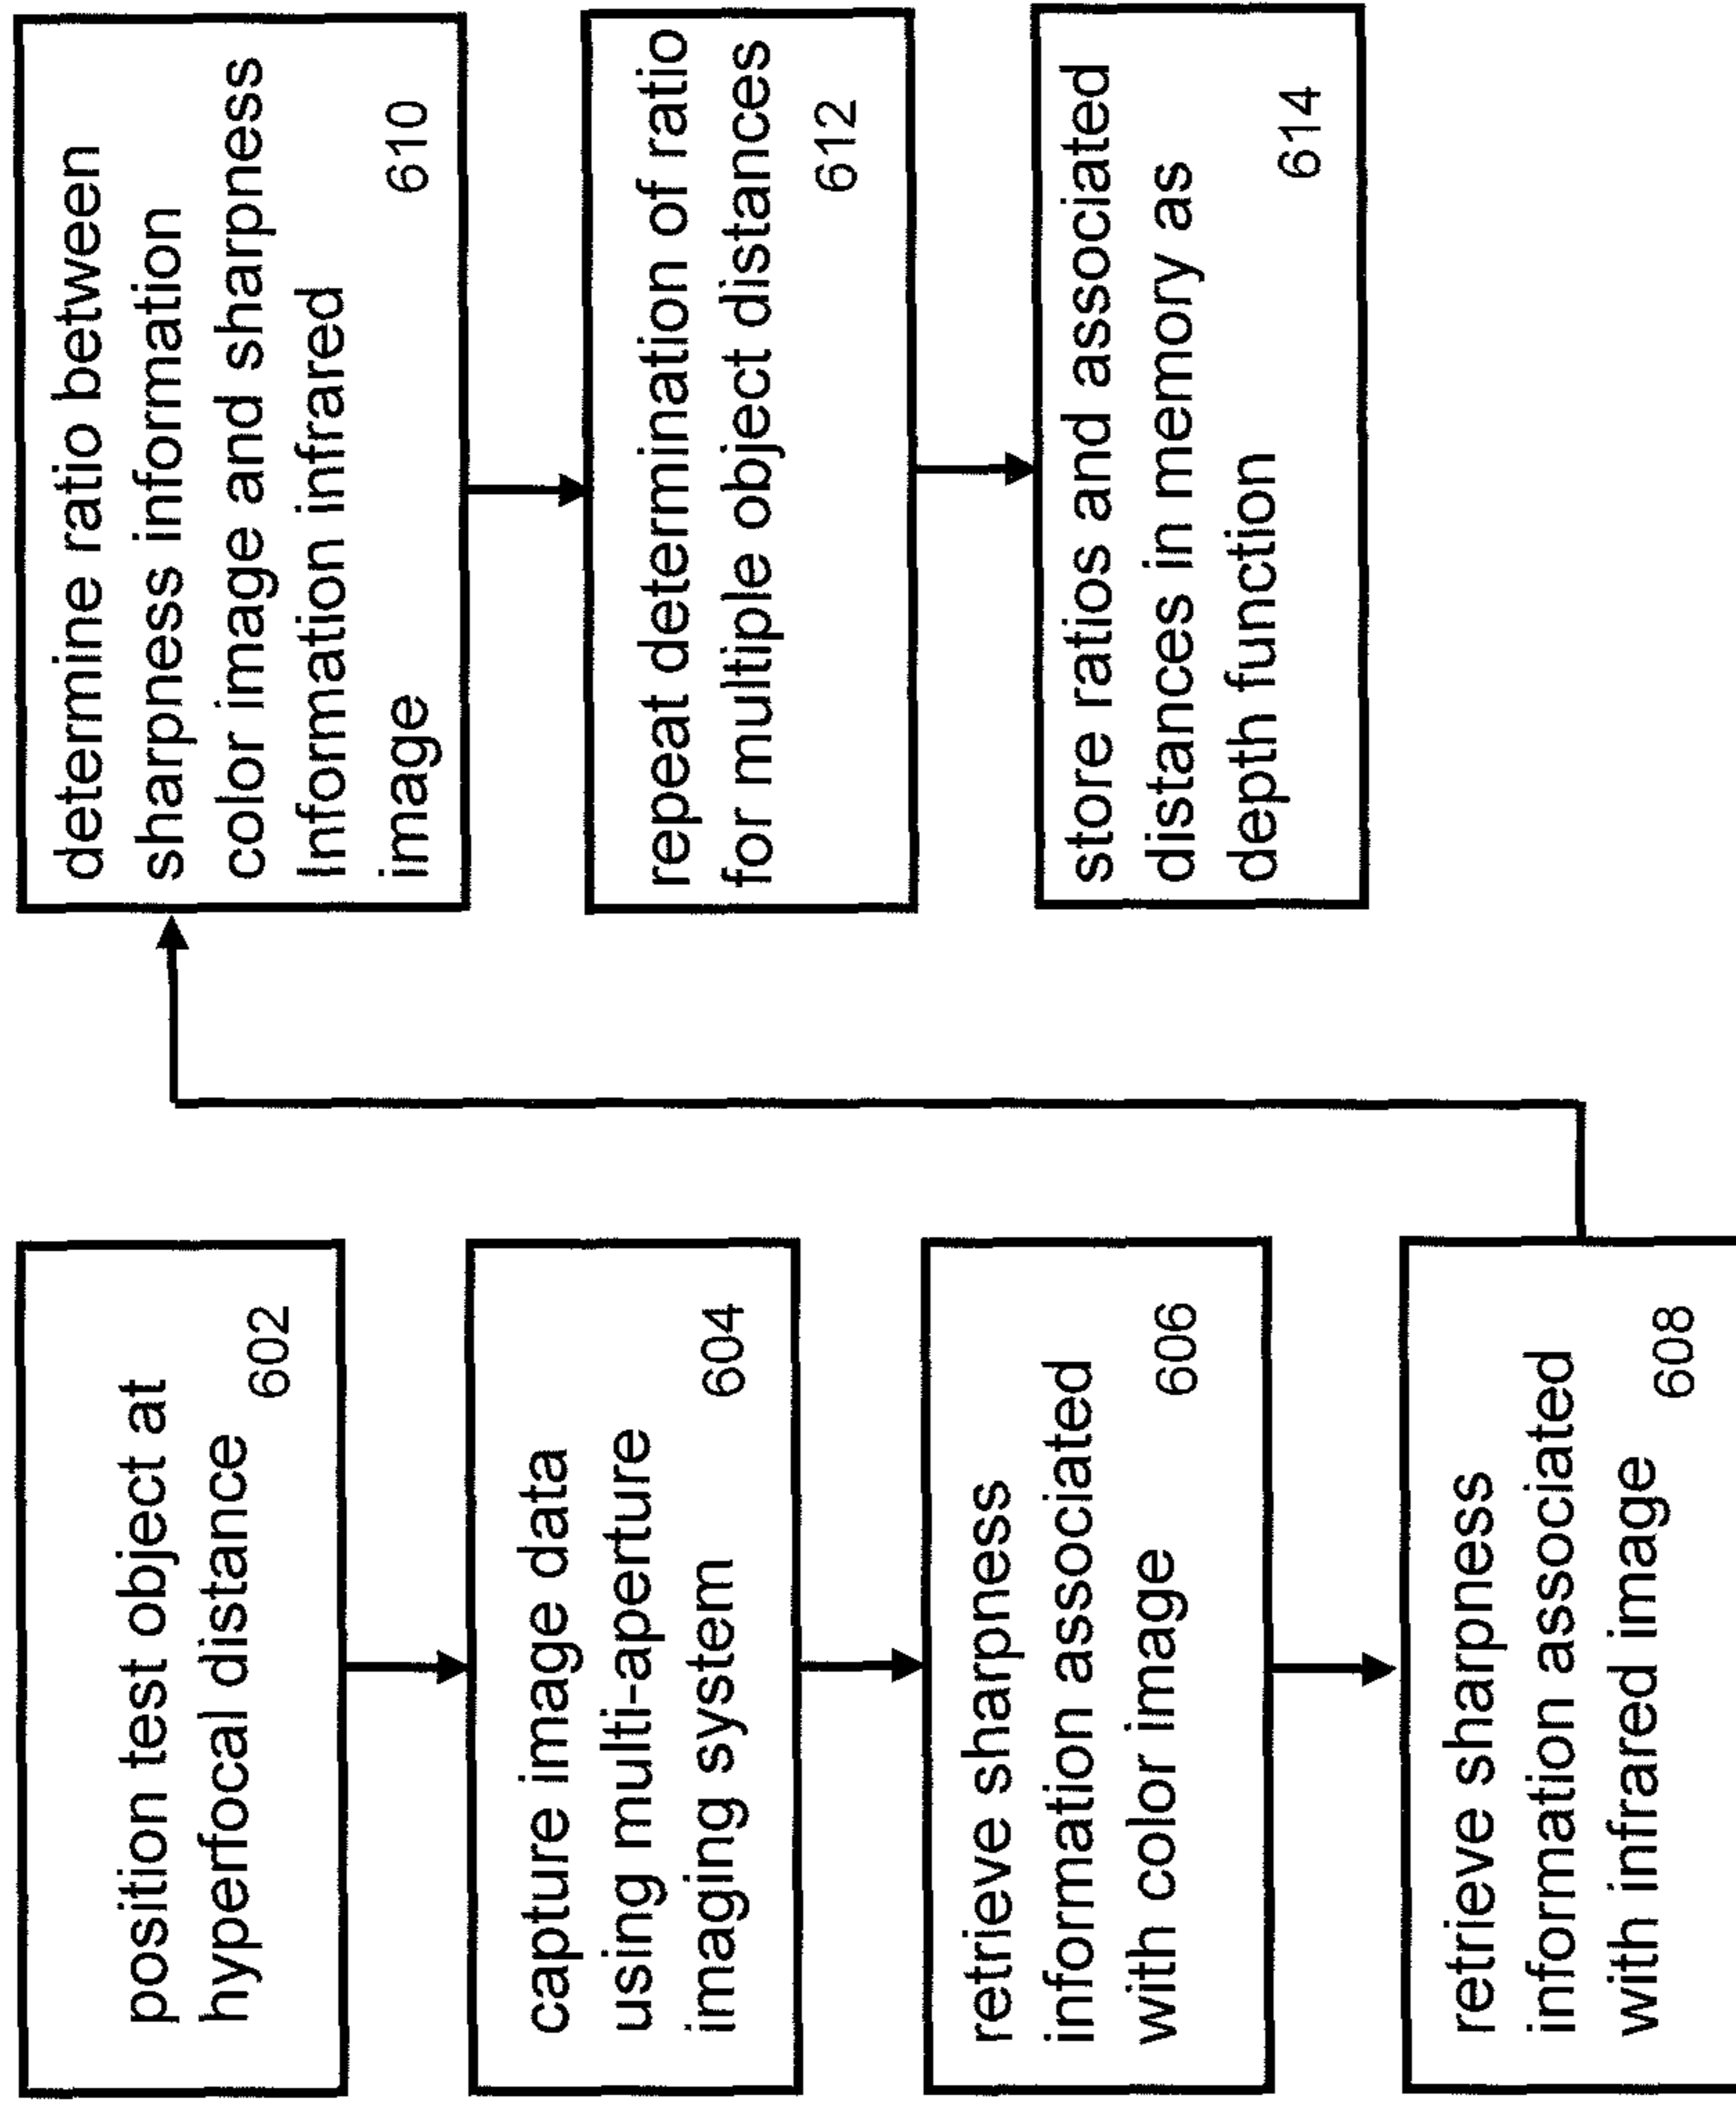 position test object at
hyperfocal distance
602
capture image data
using multi-aperture
imaging system
604
retrieve sharpness
information associated
with color image
606
retrieve sharpness
information associated
with infrared image
608
determine ratio between
sharpness information
color image and sharpness
Information infrared
image
610
repeat determination of ratio
for multiple object distances
612
store ratios and associated
distances in memory as
depth function
614